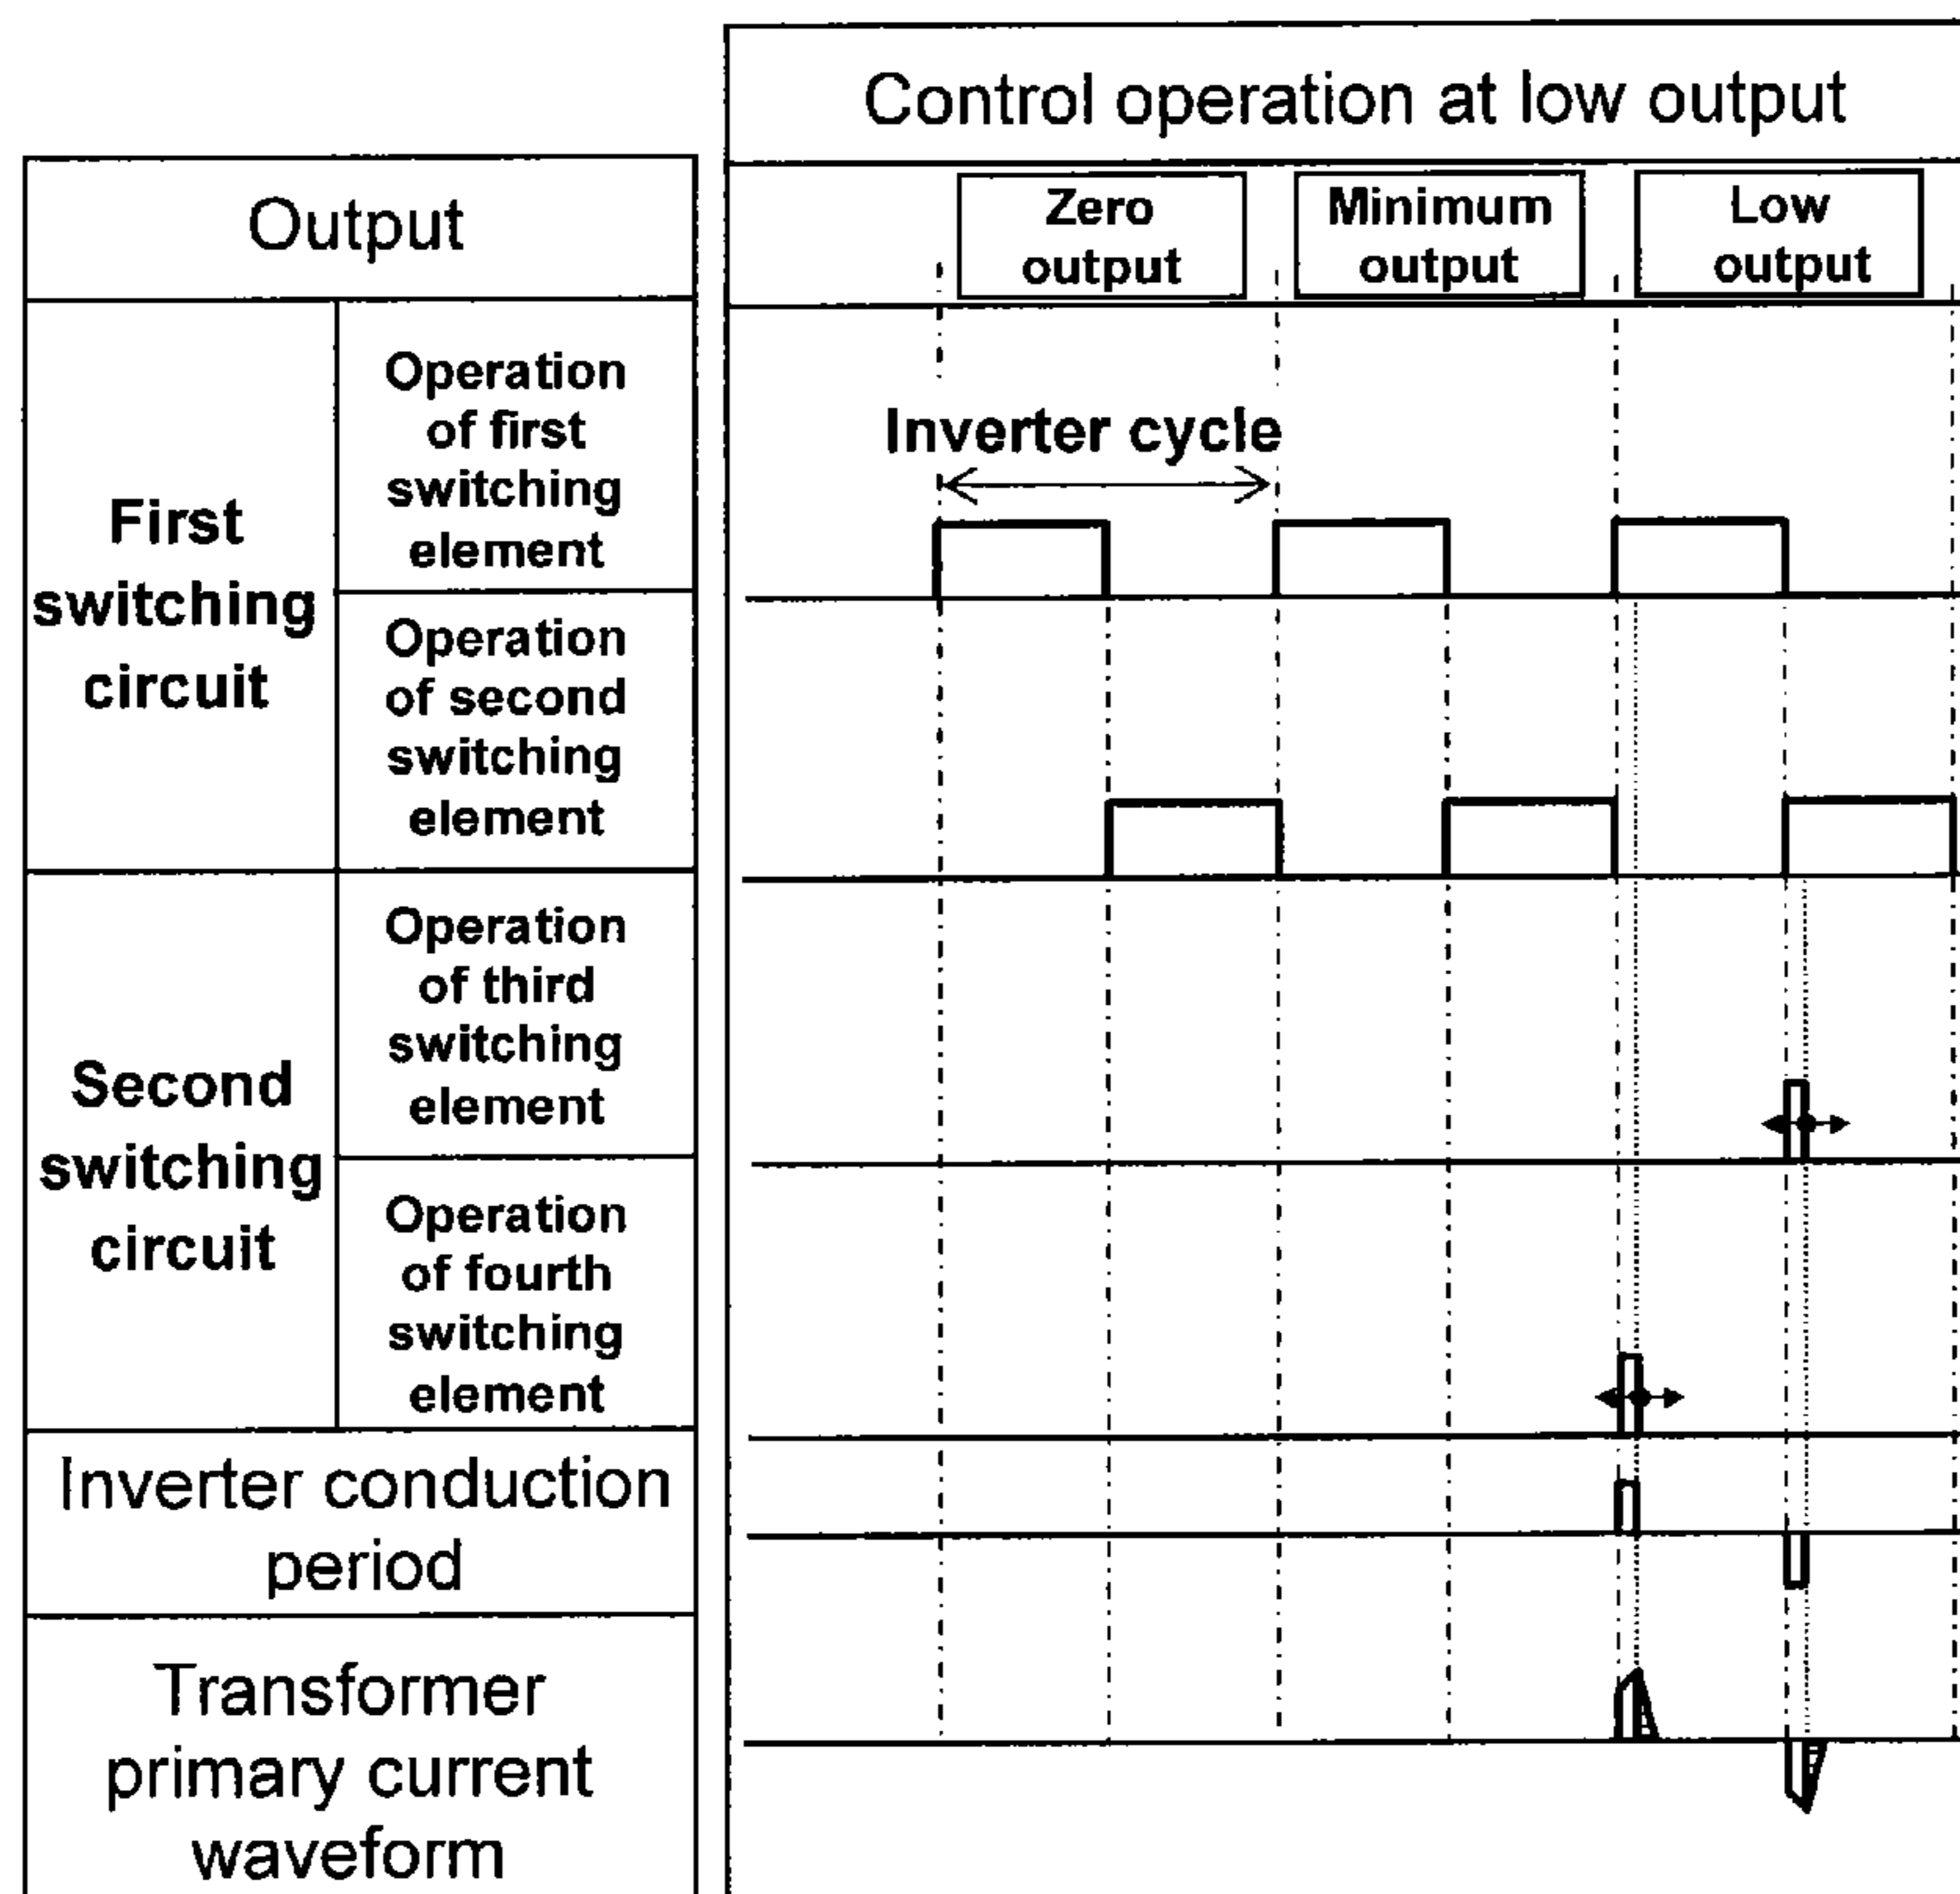 Control operation at low output
Output
Zero
output
Minimum
output
Low
output
First
switching
circuit
Operation
of first
switching
element
Inverter cycle
Operation
of second
switching
element
Second
switching
circuit
Operation
of third
switching
element
Operation
of fourth
switching
element
Inverter conduction
period
Transformer
primary current
waveform